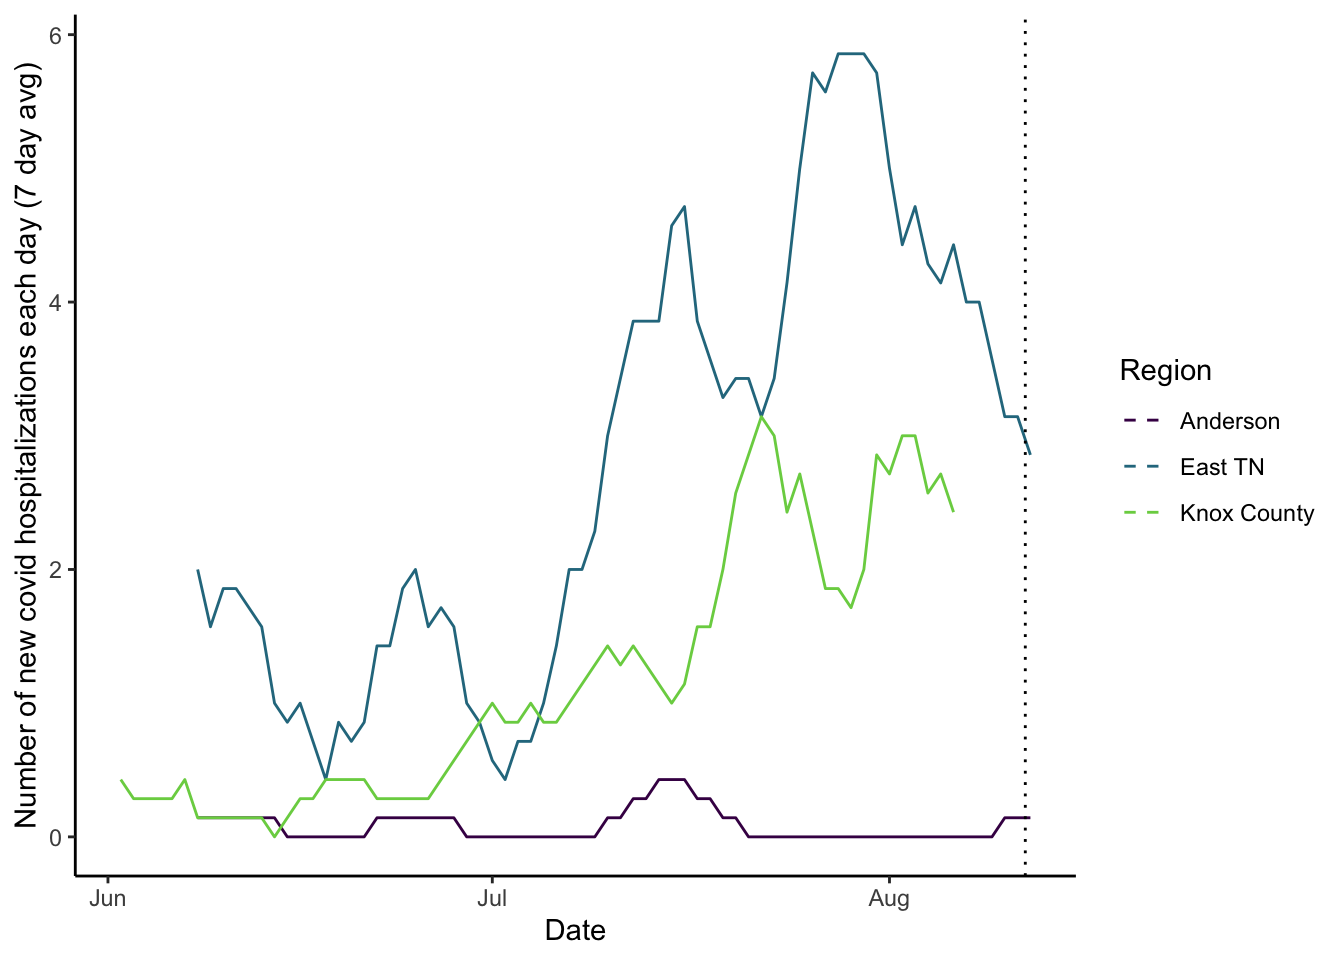 Number of new covid hospitalizations each day (7 day avg)
6
4
2
0
Jun
Jul
Aug
Date
Region
Anderson
East TN
Knox County